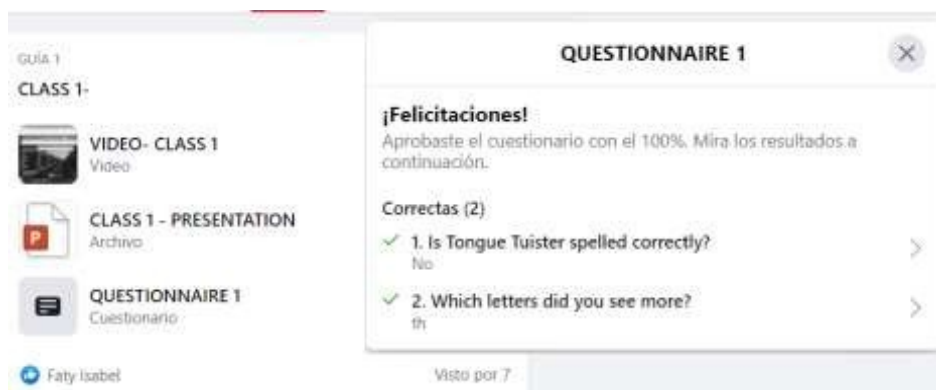 GUÍA 1
CLASS 1-
VIDEO- CLASS 1
Video
CLASS 1 - PRESENTATION
Archivo
P
QUESTIONNAIRE 1
Cuestionario
Faty Isabel
Visto por 7
QUESTIONNAIRE 1
¡Felicitaciones!
Aprobaste el cuestionario con el 100%. Mira los resultados a
continuación.
Correctas (2)
1. Is Tongue Tuister spelled correctly?
No
2. Which letters did you see more?
th